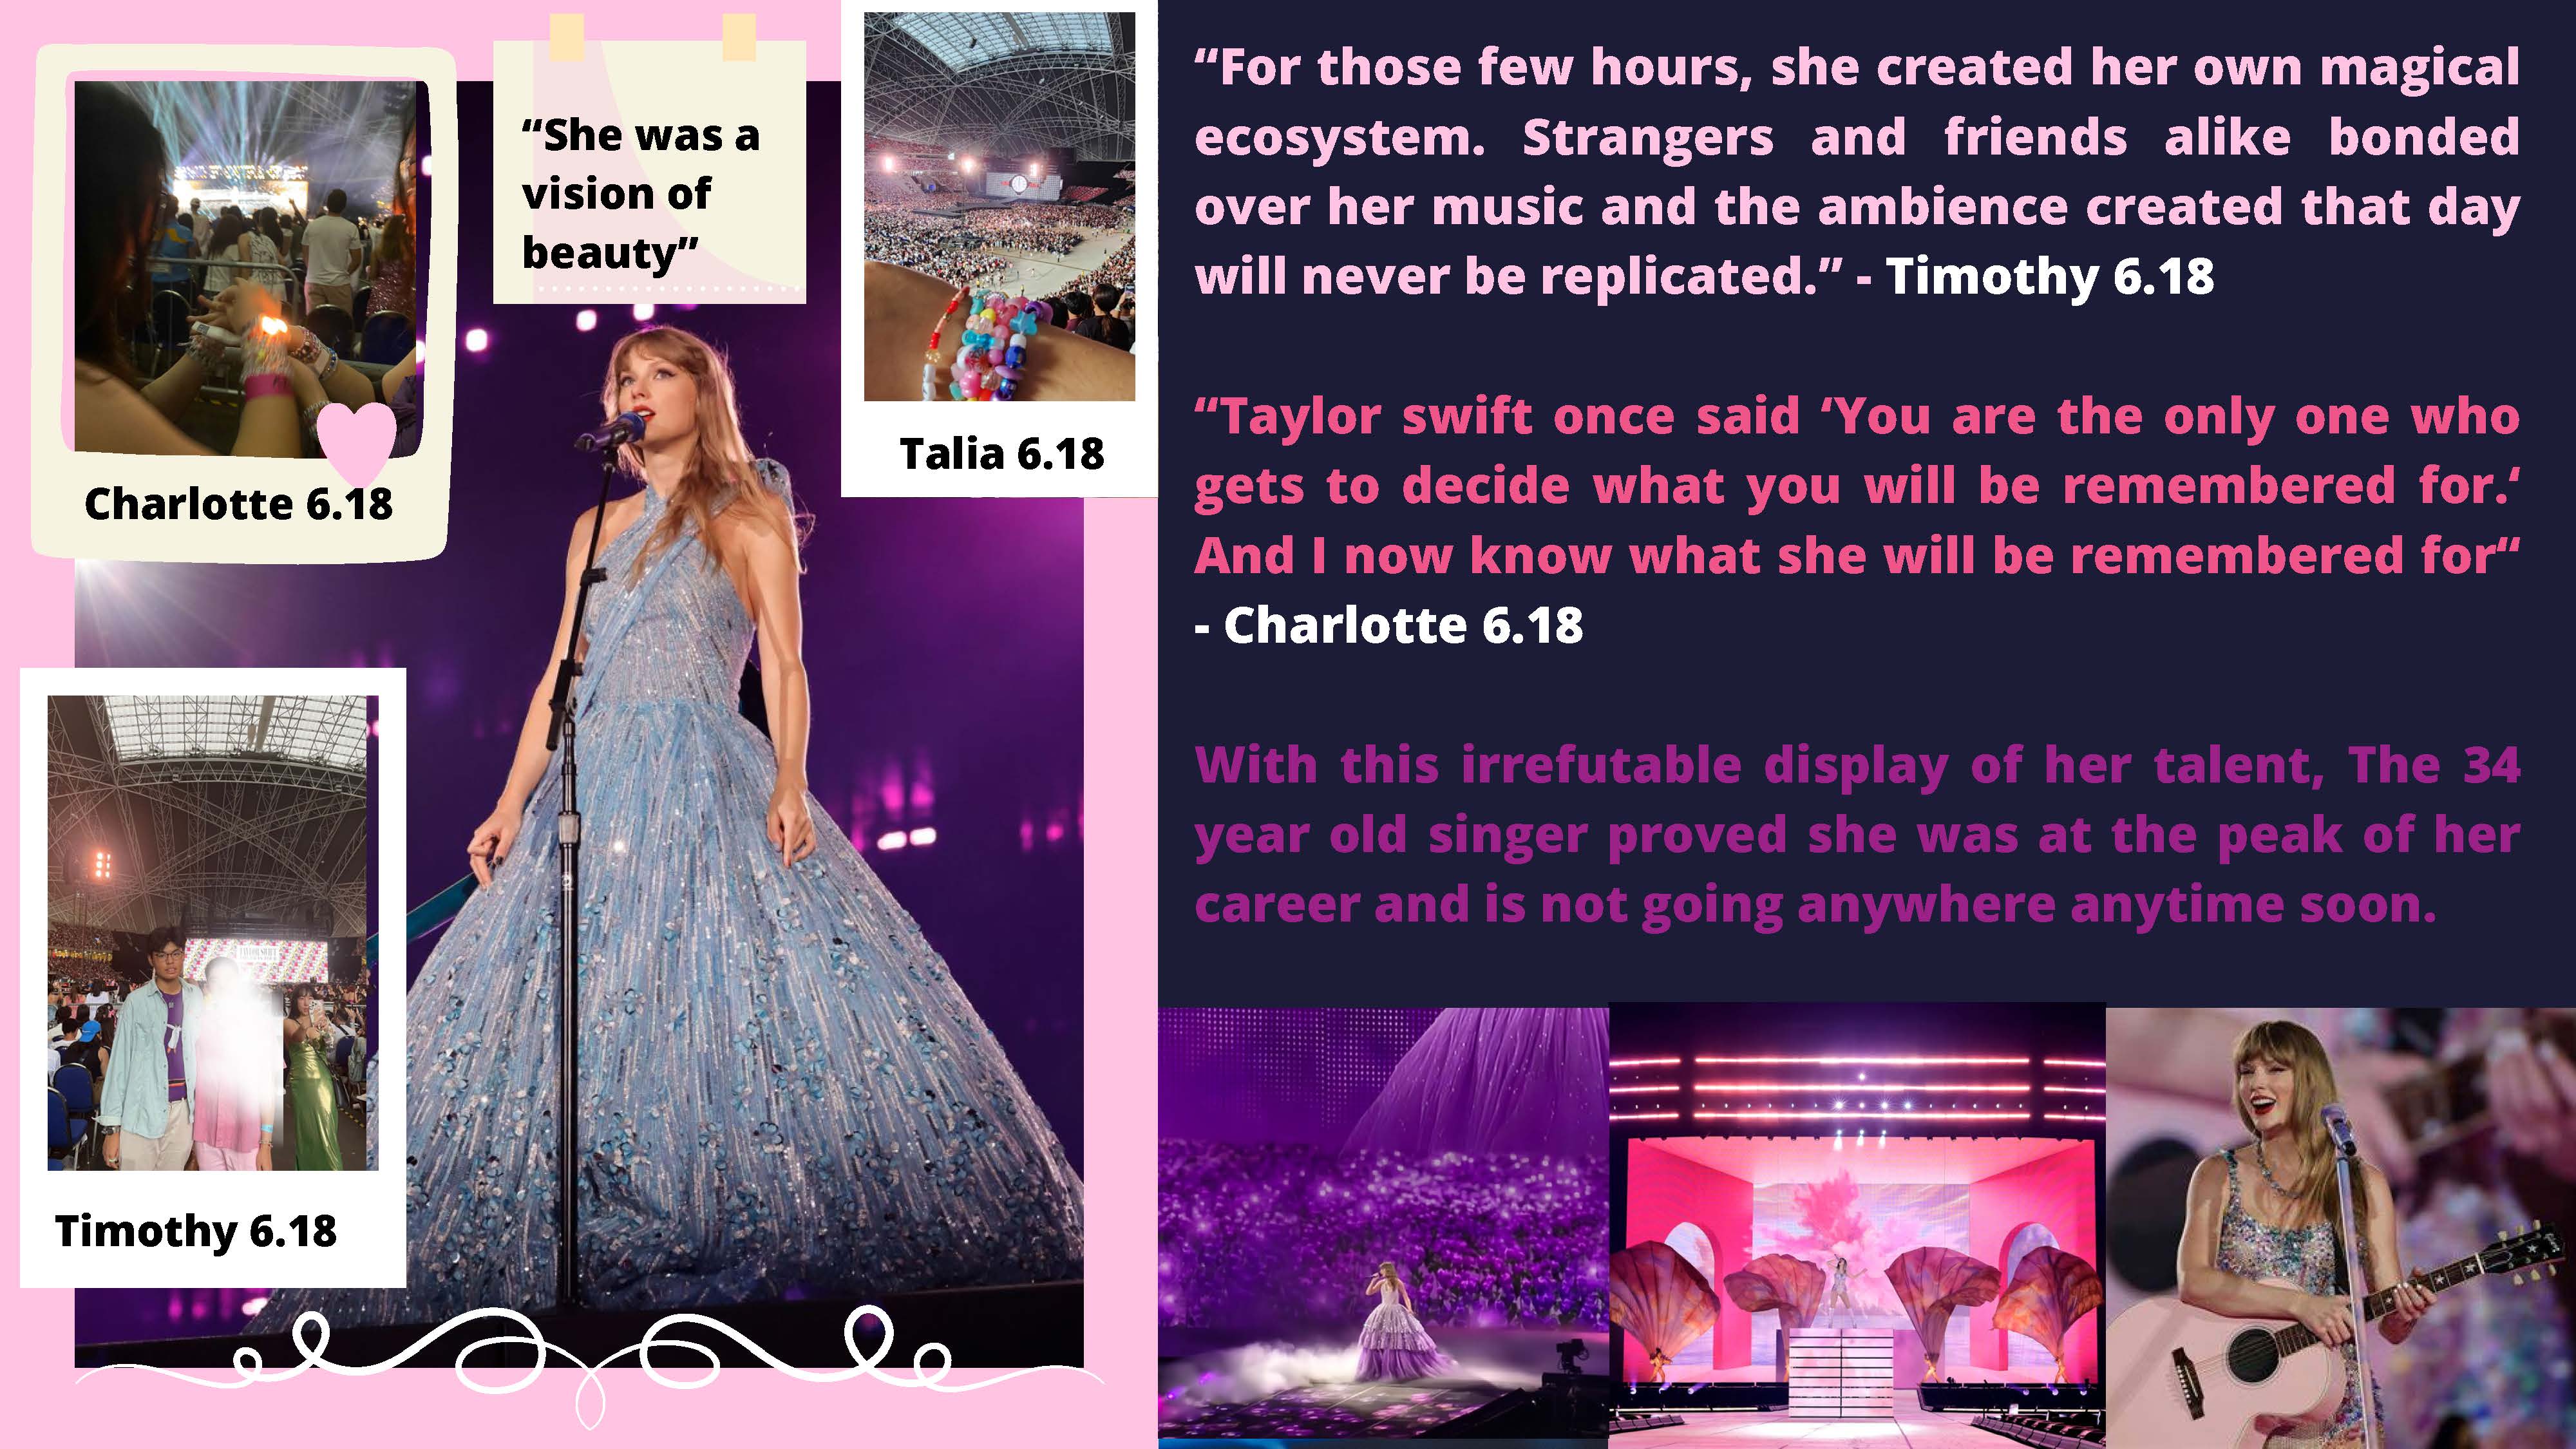 “She was a
vision of
beauty”
Charlotte 6.18
Talia 6.18
Timothy 6.18
“For those few hours, she created her own magical
ecosystem. Strangers and friends alike bonded
over her music and the ambience created that day
will never be replicated.” - Timothy 6.18
“Taylor swift once said ‘You are the only one who
gets to decide what you will be remembered for.‘
And I now know what she will be remembered for“
- Charlotte 6.18
With this irrefutable display of her talent, The 34
year old singer proved she was at the peak of her
career and is not going anywhere anytime soon.